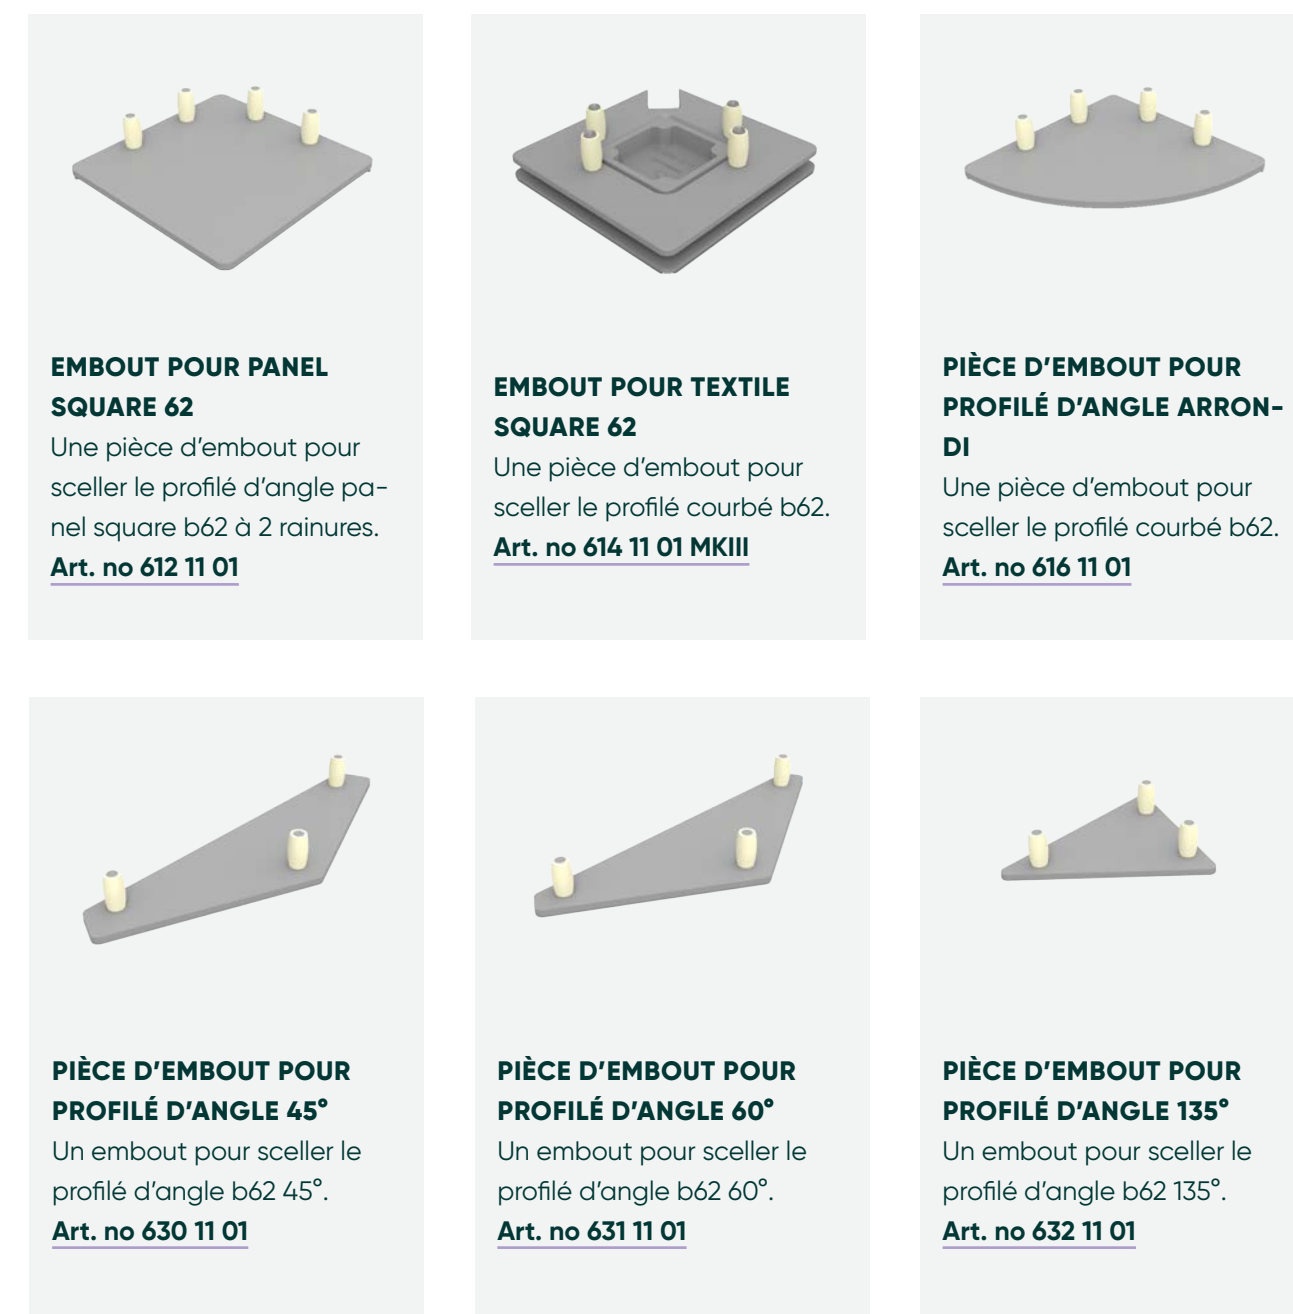 EMBOUT POUR PANEL
SQUARE 62
Une pièce d’embout pour
sceller le profilé d’angle pa-
nel square b62 à 2 rainures.
Art. no 612 11 01
EMBOUT POUR TEXTILE
SQUARE 62
Une pièce d’embout pour
sceller le profilé courbé b62.
Art. no 614 11 01 MKIII
PIÈCE D’EMBOUT POUR
PROFILÉ D’ANGLE ARRON-
DI
Une pièce d’embout pour
sceller le profilé courbé b62.
Art. no 616 11 01
PIÈCE D’EMBOUT POUR
PROFILÉ D’ANGLE 45°
Un embout pour sceller le
profilé d’angle b62 45°.
Art. no 630 11 01
PIÈCE D’EMBOUT POUR
PROFILÉ D’ANGLE 60°
Un embout pour sceller le
profilé d’angle b62 60°.
Art. no 631 11 01
PIÈCE D’EMBOUT POUR
PROFILÉ D’ANGLE 135°
Un embout pour sceller le
profilé d’angle b62 135°.
Art. no 632 11 01